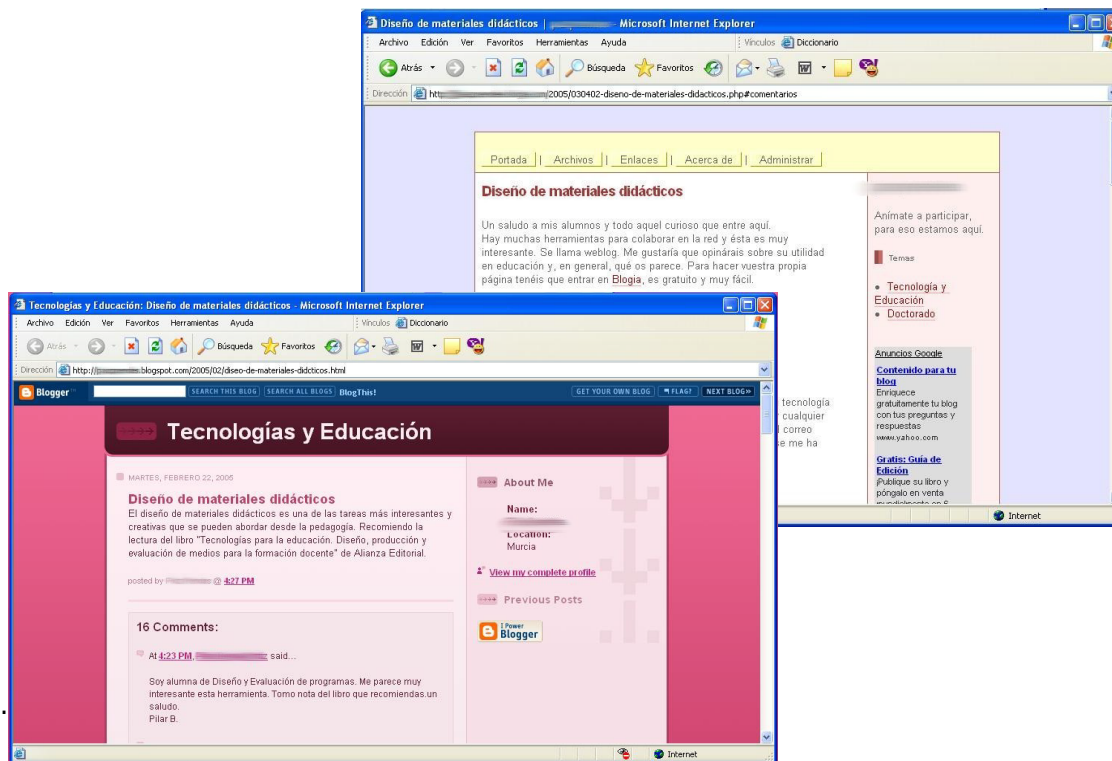 Diseño de materiales didácticos | - Microsoft Internet Explorer
Archivo Edición Ver Favoritos Herramientas Ayuda Vínculos Diccionario
Atrás Búsqueda Favoritos
Dirección htt /2005/030402-diseno-de-materiales-didacticos.php#comentarios
Portada | Archivos | Enlaces | Acerca de | Administrar
Diseño de materiales didácticos
Un saludo a mis alumnos y todo aquel curioso que entre aquí.
Hay muchas herramientas para colaborar en la red y ésta es muy
interesante. Se llama weblog. Me gustaría que opinárais sobre su utilidad
en educación y, en general, qué os parece. Para hacer vuestra propia
página tenéis que entrar en Blogia, es gratuito y muy fácil.
tecnología
cualquier
correo
se me ha
Anímate a participar,
para eso estamos aquí.
Temas
Tecnología y
Educación
Doctorado
Anuncios Google
Contenido para tu
blog
Enriquece
gratuitamente tu blog
con tus preguntas y
respuestas
www.yahoo.com
Gratis: Guía de
Edición
¡Publique su libro y
póngalo en venta
mundialmente en 6
Internet
Tecnologías y Educación: Diseño de materiales didácticos - Microsoft Internet Explorer
Archivo Edición Ver Favoritos Herramientas Ayuda Vínculos Diccionario
Atrás Búsqueda Favoritos
Dirección http:// blogspot.com/2005/02/diseo-de-materiales-didcticos.html
Blogger SEARCH THIS BLOG SEARCH ALL BLOGS BlogThis! GET YOUR OWN BLOG FLAG? NEXT BLOG»
Tecnologías y Educación
MARTES, FEBRERO 22, 2005
Diseño de materiales didácticos
El diseño de materiales didácticos es una de las tareas más interesantes y
creativas que se pueden abordar desde la pedagogía. Recomiendo la
lectura del libro "Tecnologías para la educación. Diseño, producción y
evaluación de medios para la formación docente" de Alianza Editorial.
posted by @ 4:27 PM
16 Comments:
At 4:23 PM, said...
Soy alumna de Diseño y Evaluación de programas. Me parece muy
interesante esta herramienta. Tomo nota del libro que recomiendas.un
saludo.
Pilar B.
About Me
Name:
Location:
Murcia
View my complete profile
Previous Posts
I Power
Blogger
Internet
.